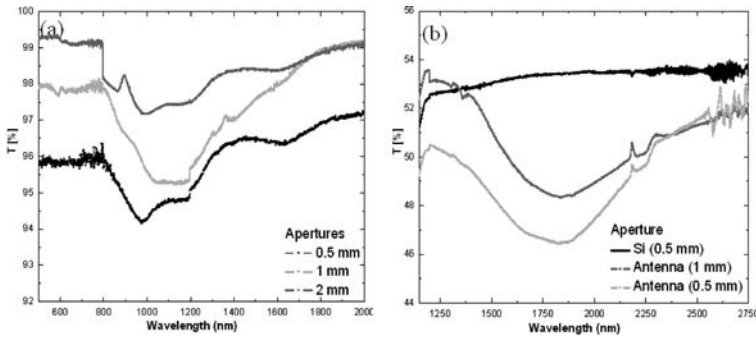 (a)
T [%]
99
98
97
96
95
94
93
92
600 800 1000 1200 1400 1600 1800 2000
Wavelength (nm)
Apertures
0.5 mm
1 mm
2 mm
(b)
T [%]
56
54
52
50
48
46
44
1250 1500 1750 2000 2250 2500 2750
Wavelength (nm)
Aperture
SI (0.5 mm)
Antenna (1 mm)
Antenna (0.5 mm)